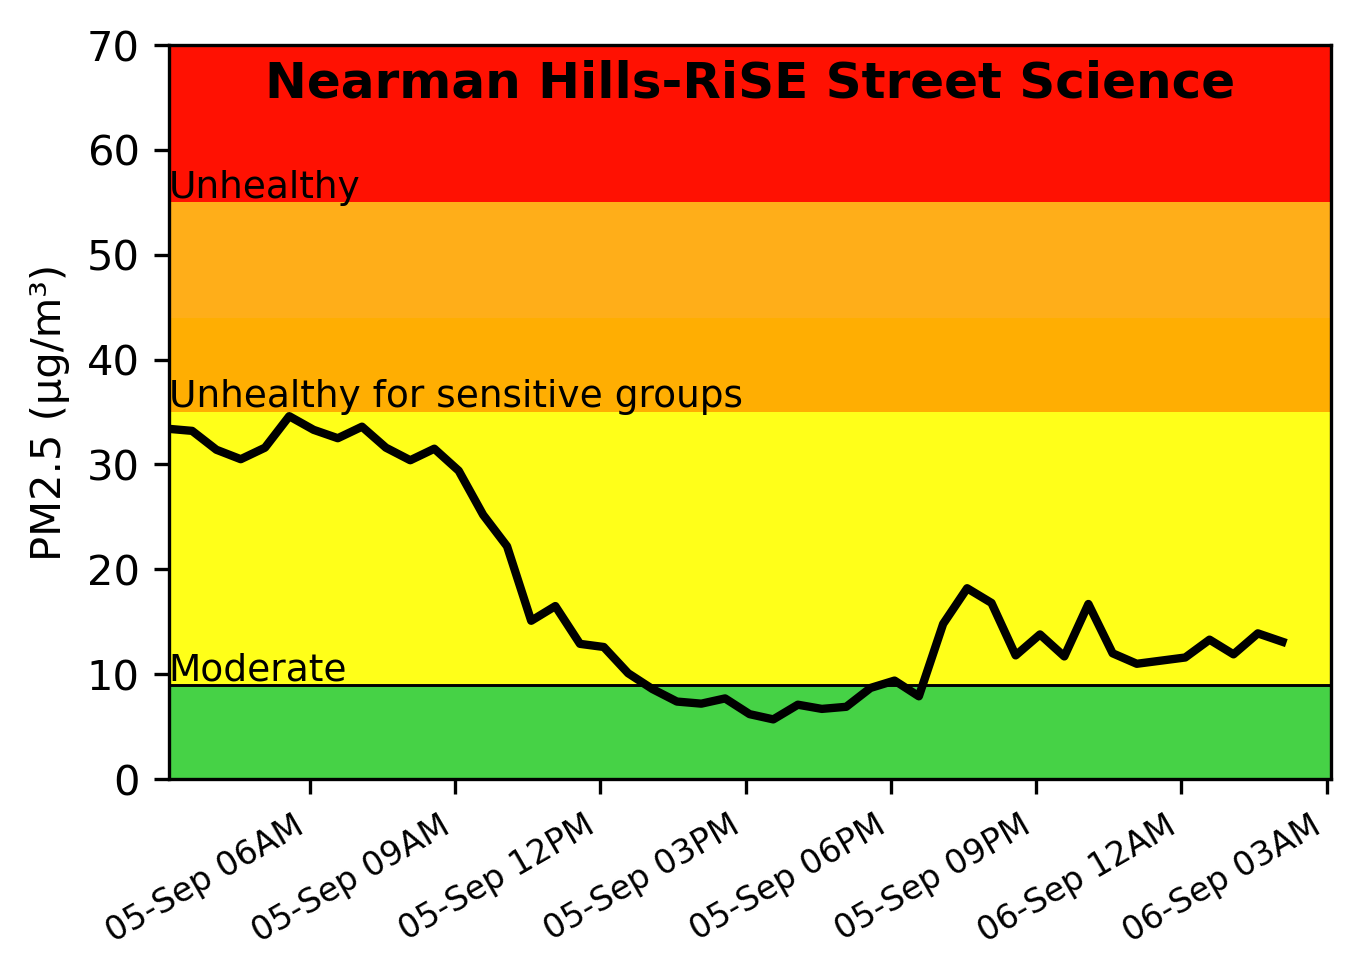 Nearman Hills-RiSE Street Science
70
60
50
40
30
20
10
0
PM2.5 (µg/m³)
Unhealthy
Unhealthy for sensitive groups
Moderate
05-Sep 06AM
05-Sep 09AM
05-Sep 12PM
05-Sep 03PM
05-Sep 06PM
05-Sep 09PM
06-Sep 12AM
06-Sep 03AM